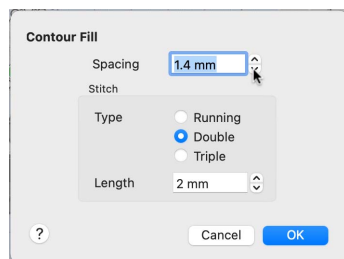 Contour Fill
Spacing 1.4 mm
Stitch
Type Running
Double
Triple
Length 2 mm
? Cancel OK